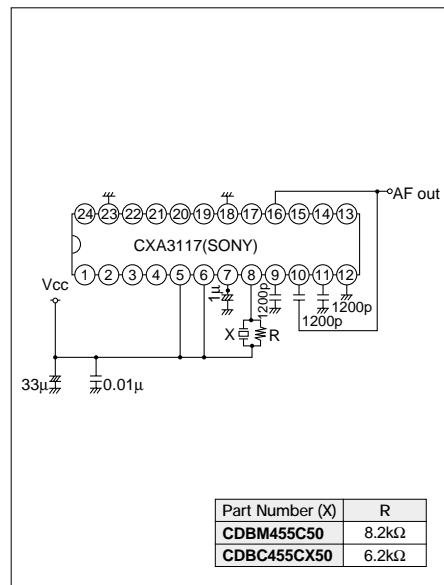 AF out
24 23 22 21 20 19 18 17 16 15 14 13
CXA3117(SONY)
1 2 3 4 5 6 7 8 9 10 11 12
Vcc
1µ
1200p
1200p
1200p
X
R
33µ
0.01µ
Part Number (X) R
CDBM455C50 8.2kΩ
CDBC455CX50 6.2kΩ